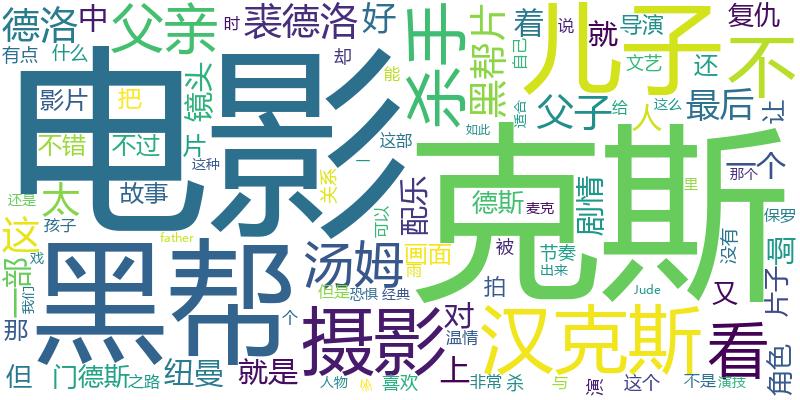 德洛
中
父亲
时
裴德洛
好
杀手
黑帮片
着
就
儿子
导演
复仇
不
有点
什么
却
说
自己
文艺
还
影片
把
镜头
能
电影
父子
给
人
这么
最后
让
不错
不过
片
这部
如此
适合
克斯
这种
一
一个
那个
里
太
故事
关系
可以
配乐
德斯
麦克
剧情
还是
孩子
保罗
这
father
汤姆
画面
被
节奏
没有
啊
一部
戏
我们
黑帮
雨
出来
片子
但是
恐惧
经典
拍
Jude
又
那
个
摄影
对
温情
汉克斯
看
角色
但
门德斯
之路
纽曼
就是
人物
喜欢
上
非常
杀
与
演
这个
不是
演技